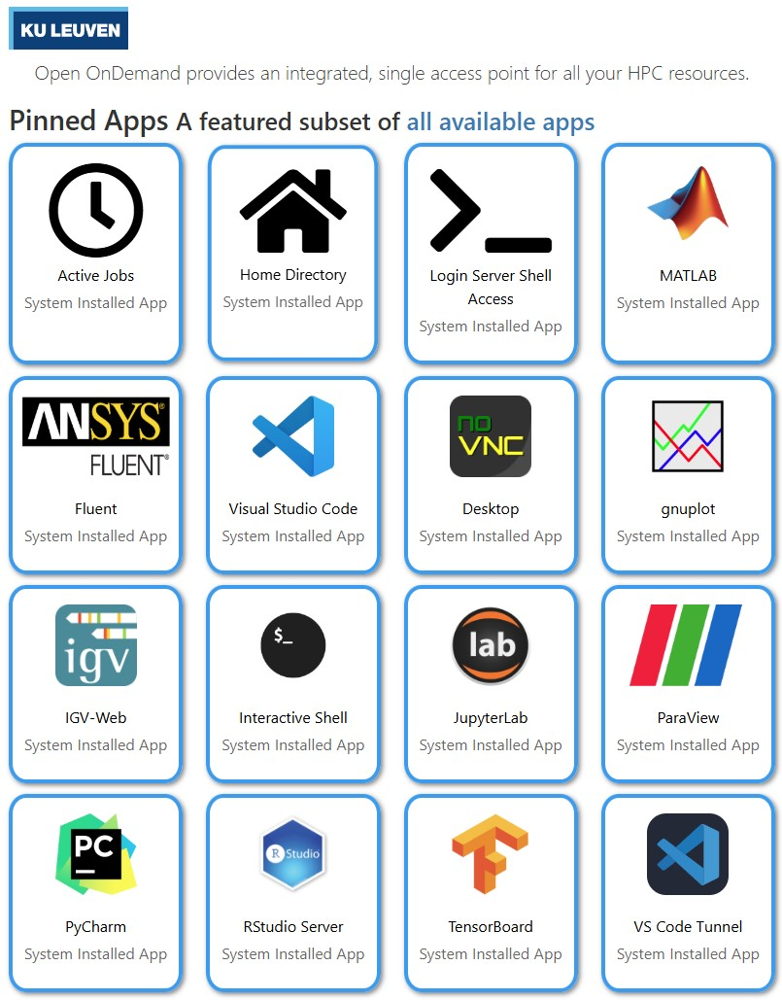 KU LEUVEN
Open OnDemand provides an integrated, single access point for all your HPC resources.
Pinned Apps A featured subset of all available apps
Active Jobs
System Installed App
Home Directory
System Installed App
Login Server Shell
Access
System Installed App
MATLAB
System Installed App
ANSYS®
FLUENT®
Fluent
System Installed App
Visual Studio Code
System Installed App
no
VNC
Desktop
System Installed App
gnuplot
System Installed App
igv
IGV-Web
System Installed App
$_
Interactive Shell
System Installed App
lab
JupyterLab
System Installed App
ParaView
System Installed App
PC
PyCharm
System Installed App
R Studio
RStudio Server
System Installed App
TensorBoard
System Installed App
VS Code Tunnel
System Installed App